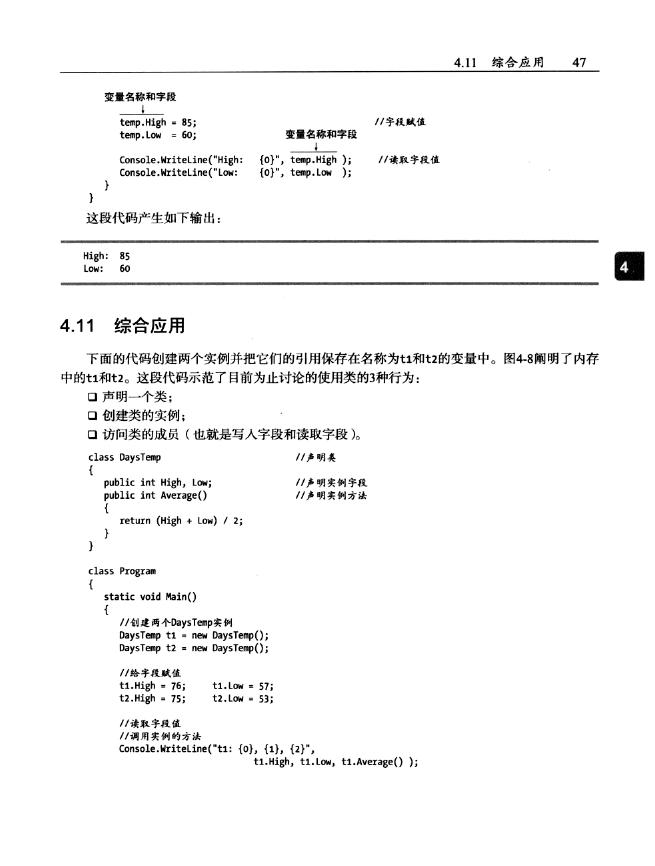 4.11 综合应用 47
变量名称和字段
temp.High = 85; //字段赋值
temp.Low = 60; 变量名称和字段
Console.WriteLine("High: {0}", temp.High ); //读取字段值
Console.WriteLine("Low: {0}", temp.Low );
}
}
这段代码产生如下输出：
High: 85
Low: 60
4
4.11 综合应用
下面的代码创建两个实例并把它们的引用保存在名称为t1和t2的变量中。图4-8阐明了内存
中的t1和t2。这段代码示范了目前为止讨论的使用类的3种行为：
声明一个类；
创建类的实例；
访问类的成员（也就是写入字段和读取字段）。
class DaysTemp //声明类
{
public int High, Low; //声明实例字段
public int Average() //声明实例方法
{
return (High + Low) / 2;
}
}
class Program
{
static void Main()
{
//创建两个DaysTemp实例
DaysTemp t1 = new DaysTemp();
DaysTemp t2 = new DaysTemp();
//给字段赋值
t1.High = 76; t1.Low = 57;
t2.High = 75; t2.Low = 53;
//读取字段值
//调用实例的方法
Console.WriteLine("t1: {0}, {1}, {2}",
t1.High, t1.Low, t1.Average() );